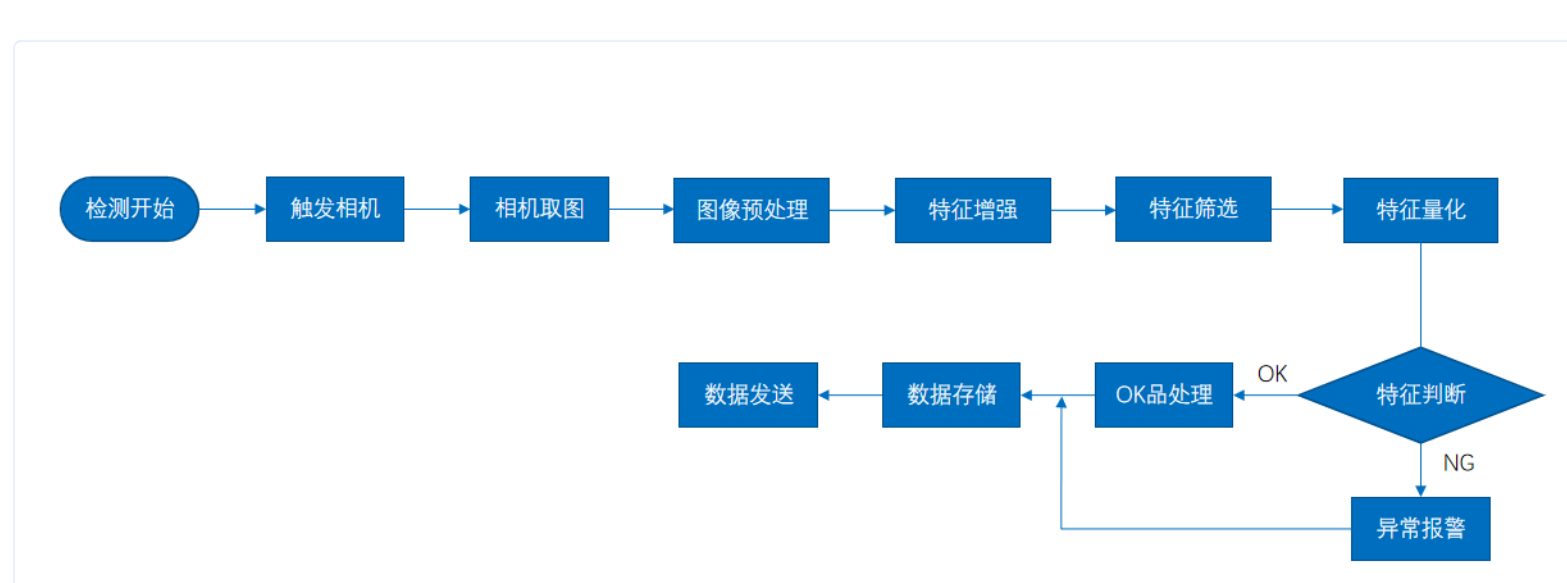 检测开始
触发相机
相机取图
图像预处理
特征增强
特征筛选
特征量化
数据发送
数据存储
OK品处理
OK
特征判断
NG
异常报警